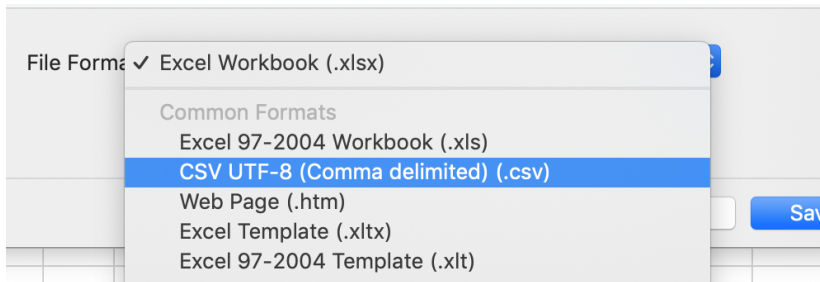 File Forma ✓ Excel Workbook (.xlsx)
Common Formats
Excel 97-2004 Workbook (.xls)
CSV UTF-8 (Comma delimited) (.csv)
Web Page (.htm)
Excel Template (.xltx)
Excel 97-2004 Template (.xlt)
Sav